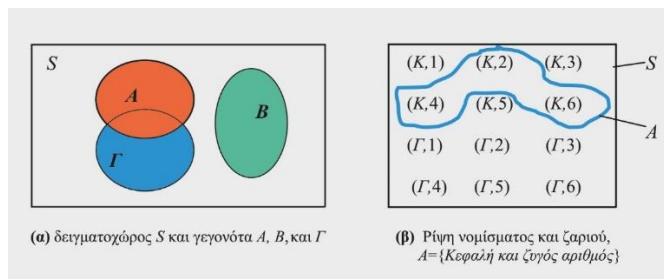 S
A
B
Γ
(α) δειγματοχώρος S και γεγονότα A, B, και Γ
(K,1) (K,2) (K,3)
S
(K,4) (K,5) (K,6)
A
(Γ,1) (Γ,2) (Γ,3)
(Γ,4) (Γ,5) (Γ,6)
(β) Ρίψη νομίσματος και ζαριού,
A={Κεφαλή και ζυγός αριθμός}